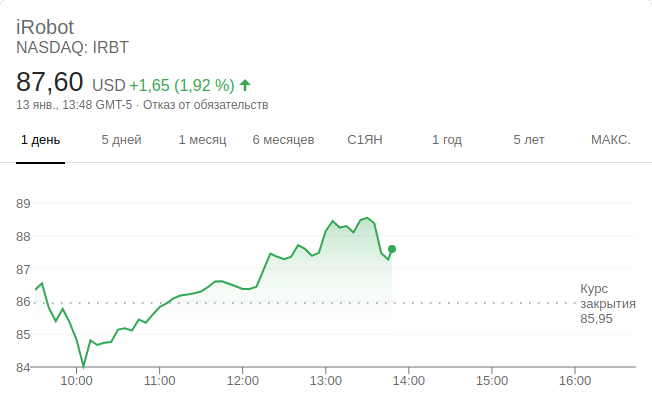 iRobot
NASDAQ: IRBT
87,60 USD +1,65 (1,92 %)
13 янв., 13:48 GMT-5 · Отказ от обязательств
1 день 5 дней 1 месяц 6 месяцев С1ЯН 1 год 5 лет МАКС.
89
88
87
86
85
84
Курс
закрытия
85,95
10:00 11:00 12:00 13:00 14:00 15:00 16:00